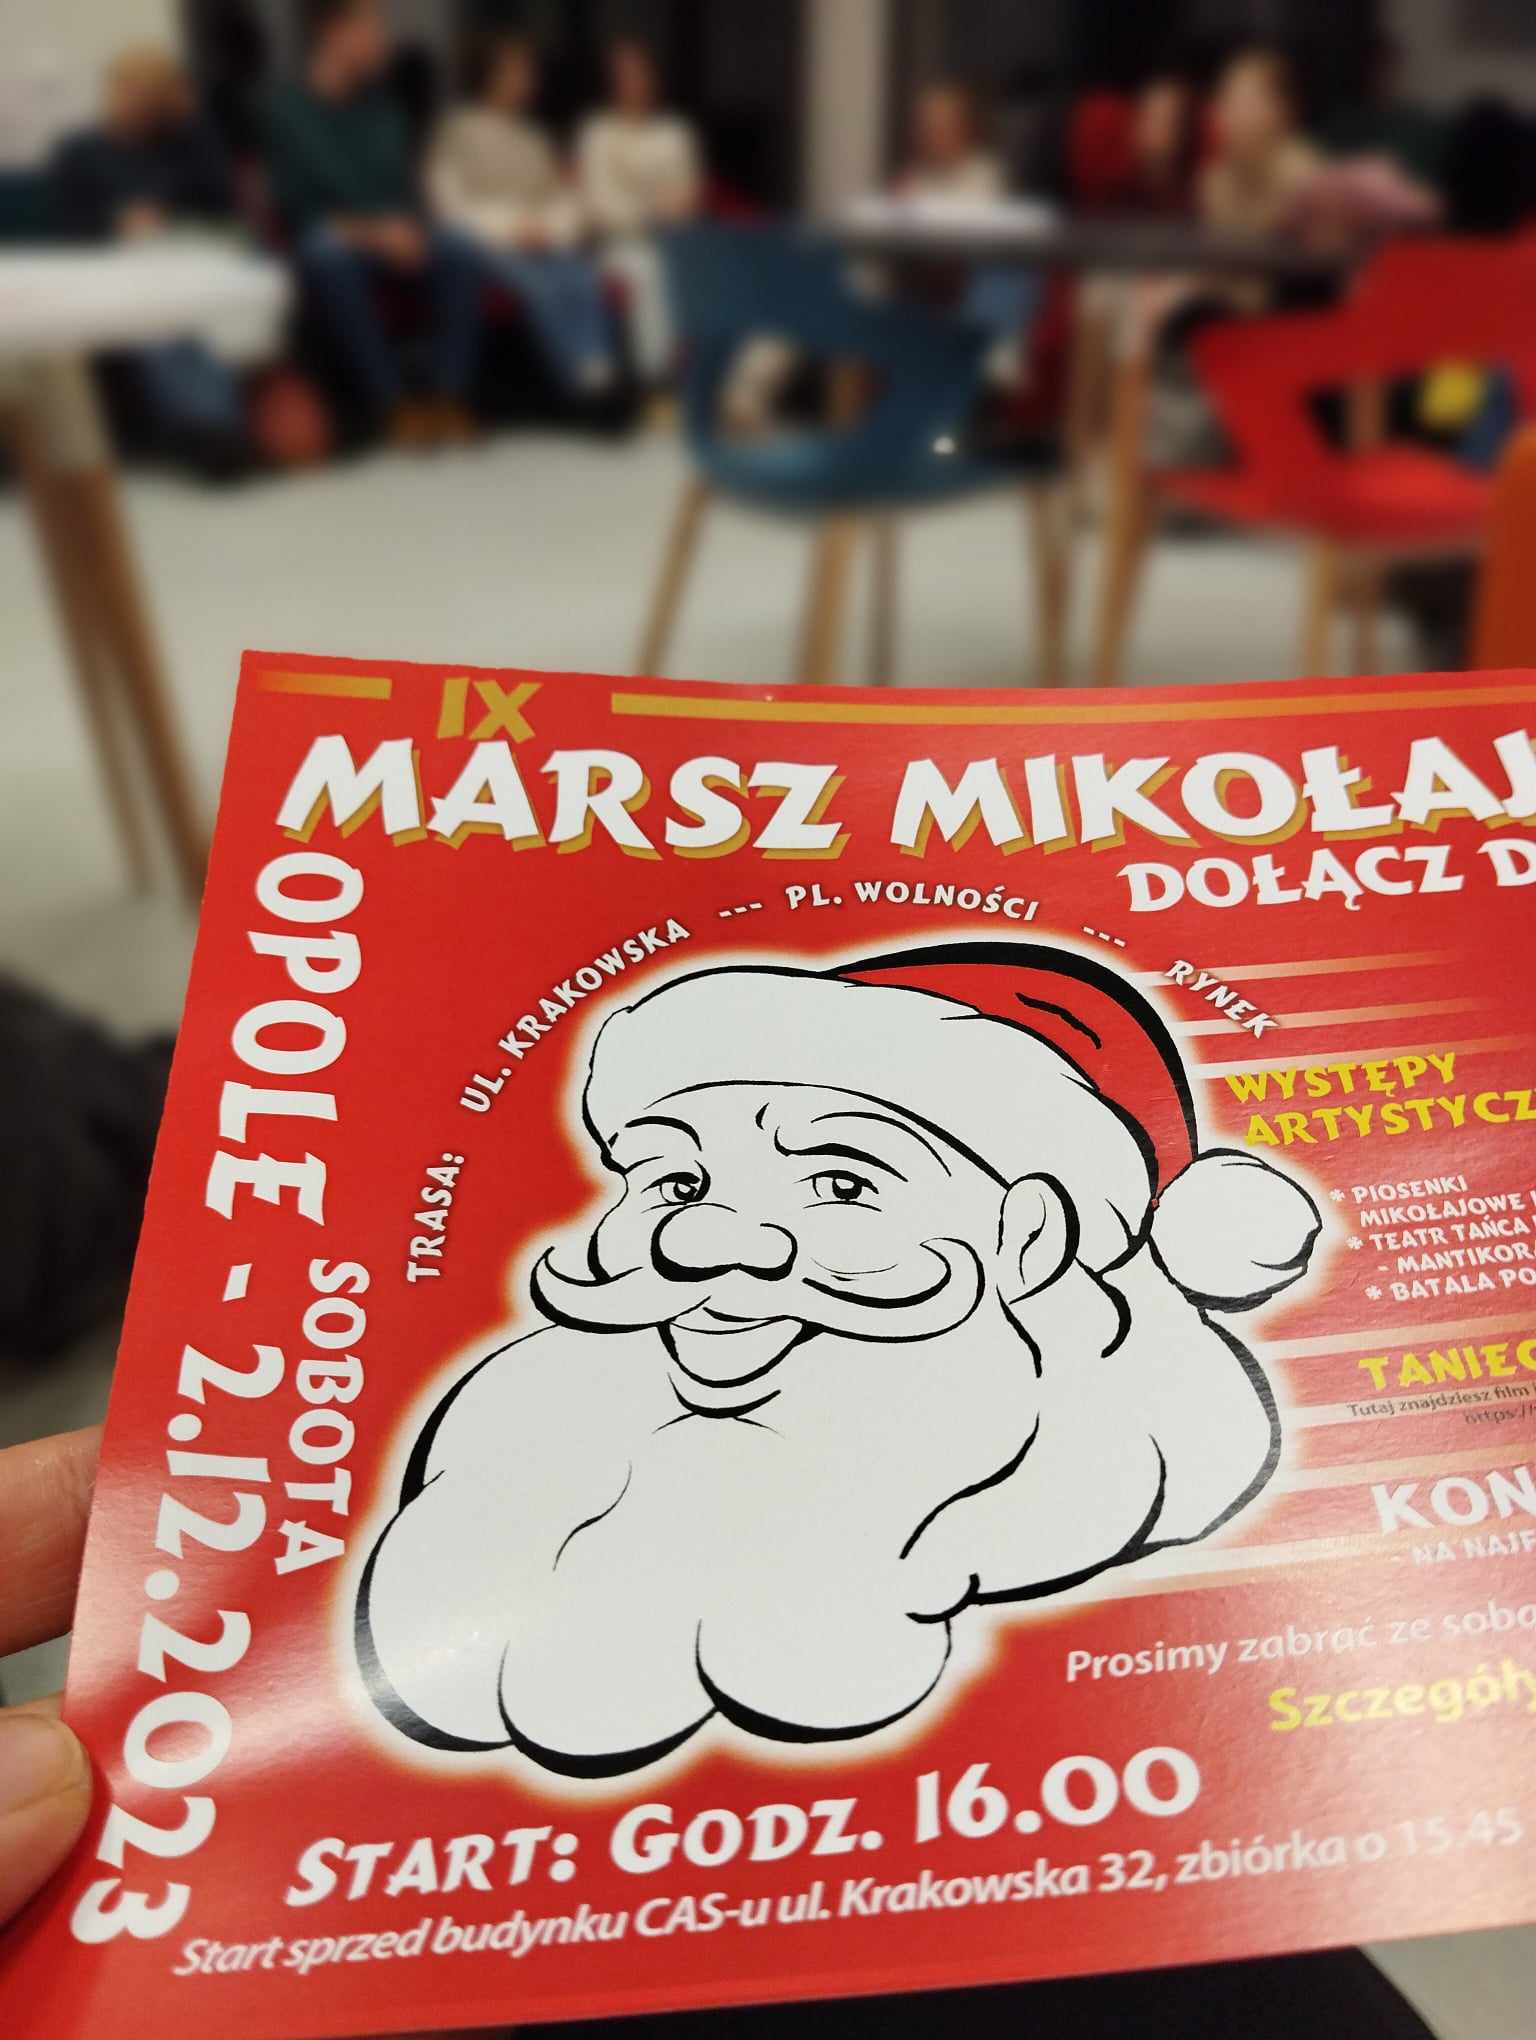 IX
MARSZ MIKOŁAJ
DOŁĄCZ D
OPOLE - 2.12.2023
SOBOTA
TRASA: UL. KRAKOWSKA --- PL. WOLNOŚCI --- RYNEK
WYSTĘPY
ARTYSTYCZ
* PIOSENKI
MIKOŁAJOWE
* TEATR TAŃCA
- MANTIKORA
* BATALA PO
TANIEC
Tutaj znajdziesz film
https://
KON
NA NAJF
Prosimy zabrać ze sobą
Szczegóły
START: GODZ. 16.00
Start sprzed budynku CAS-u ul. Krakowska 32, zbiórka o 15.45